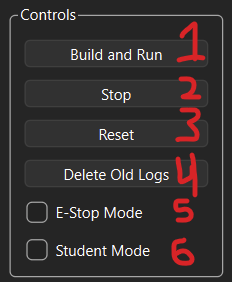 Controls
Build and Run 1
Stop 2
Reset 3
Delete Old Logs 4
E-Stop Mode 5
Student Mode 6